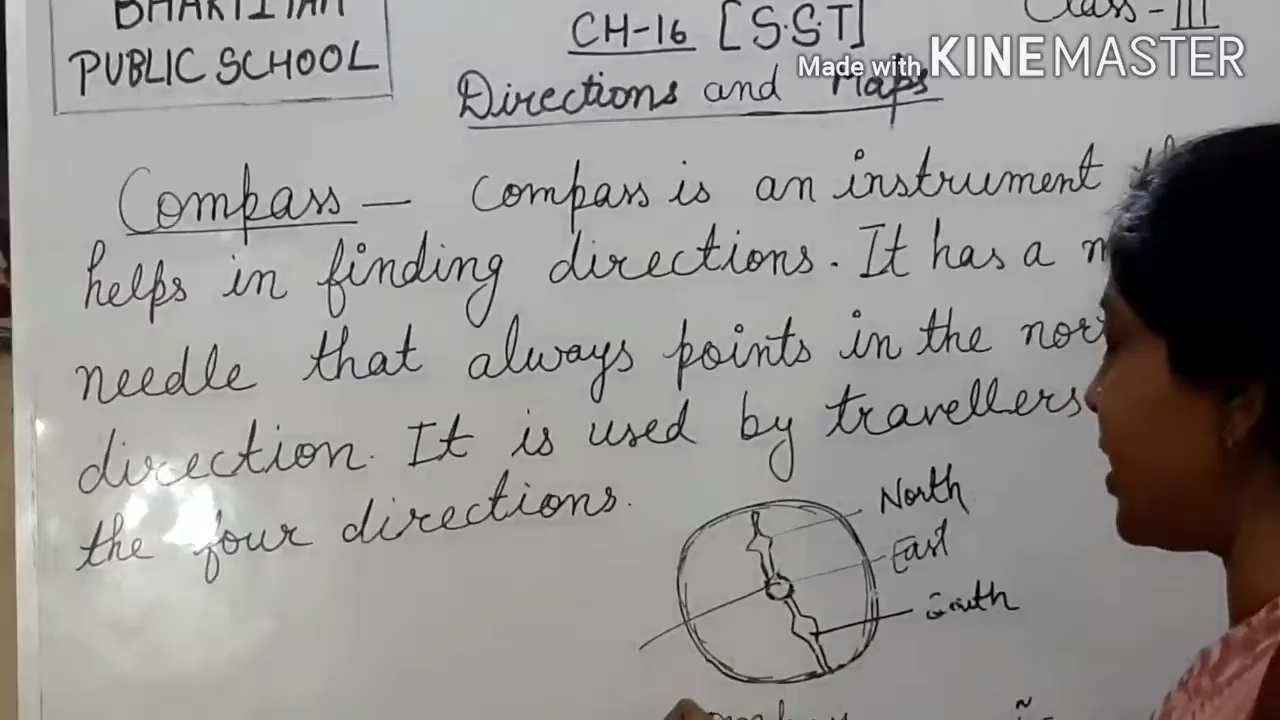 PUBLIC SCHOOL
CH-16 [S.S.T]
Class-III
Made with KINEMASTER
Directions and Maps
Compass — Compass is an instrument
helps in finding directions. It has a
needle that always points in the
direction. It is used by travellers
the four directions.
North
East
South